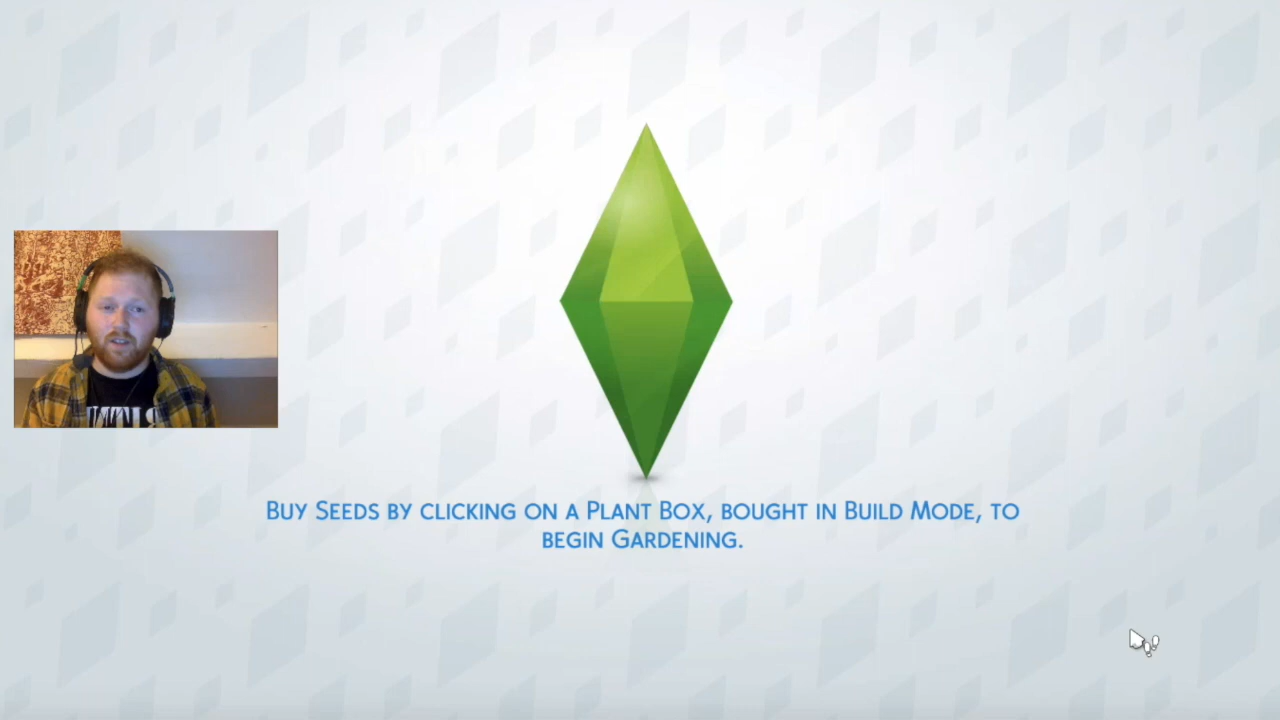 Buy Seeds by clicking on a Plant Box, bought in Build Mode, to
begin Gardening.